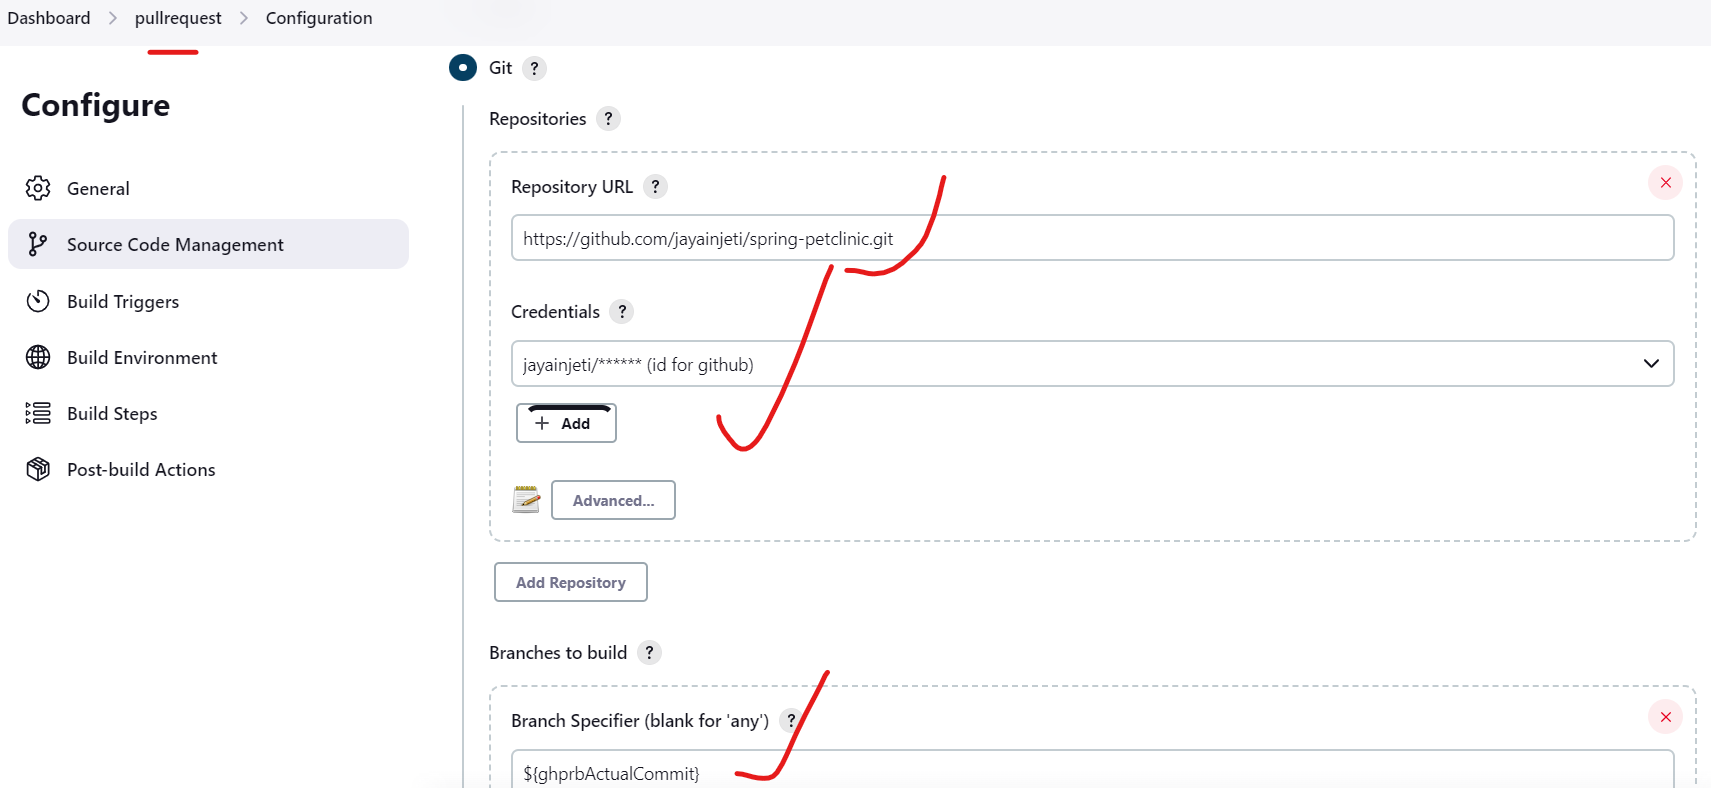 Dashboard > pullrequest > Configuration
Configure
General
Source Code Management
Build Triggers
Build Environment
Build Steps
Post-build Actions
Git ?
Repositories ?
Repository URL ?
https://github.com/jayainjeti/spring-petclinic.git
Credentials ?
jayainjeti/****** (id for github)
+ Add
Advanced...
Add Repository
Branches to build ?
Branch Specifier (blank for 'any') ?
${ghprbActualCommit}